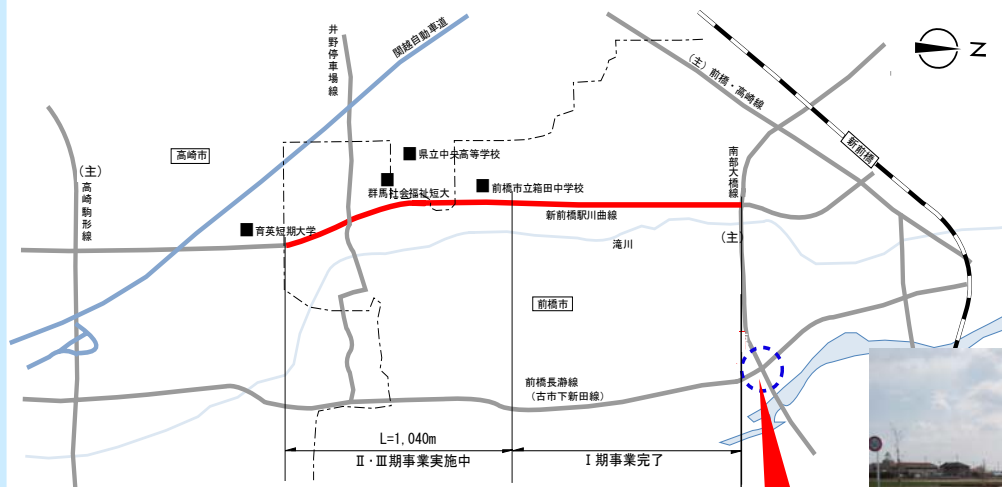 関越自動車道
井野停車場線
(主)前橋・高崎線
Z
新前橋
高崎市
(主)
高崎駒形線
県立中央高等学校
群馬社会福祉短大
前橋市立箱田中学校
南部大橋線
育英短期大学
新前橋駅川曲線
滝川
(主)
前橋市
前橋長瀞線
(古市下新田線)
L=1,040m
Ⅱ・Ⅲ期事業実施中
Ⅰ期事業完了